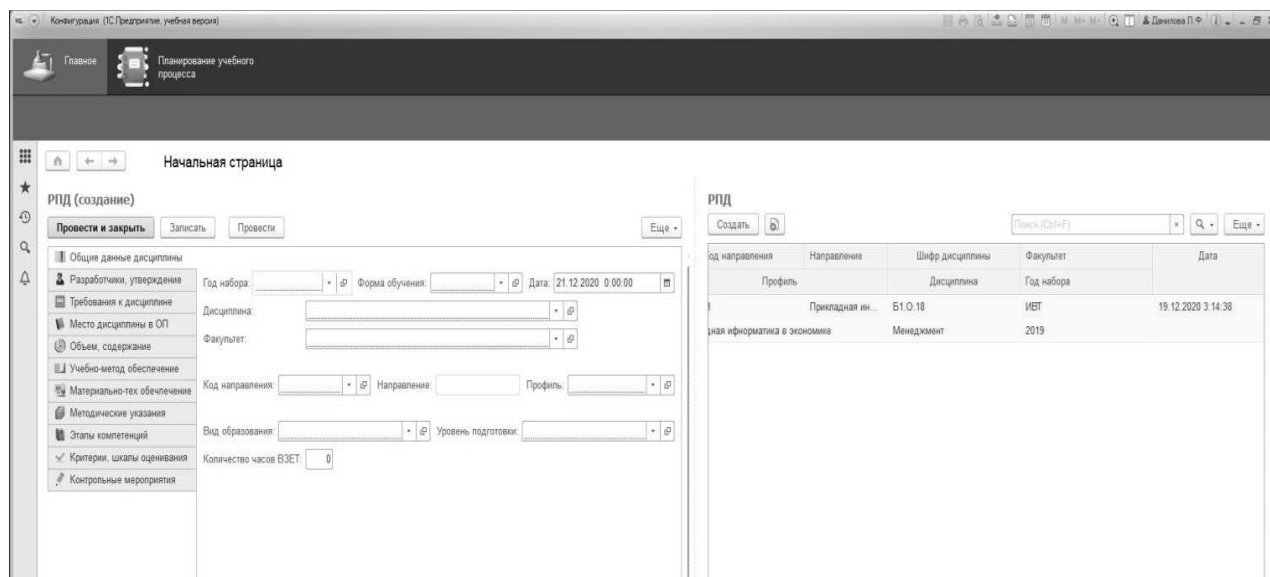 1С Конфигурация (1С:Предприятие, учебная версия) М М+ М- Данилова П.Ф.
Главное
Планирование учебного
процесса
Начальная страница
РПД (создание)
Провести и закрыть Записать Провести Еще
Общие данные дисциплины
Разработчики, утверждение
Требования к дисциплине
Место дисциплины в ОП
Объем, содержание
Учебно-метод обеспечение
Материально-тех обечпечение
Методические указания
Этапы компетенций
Критерии, шкалы оценивания
Контрольные мероприятия
Год набора: Форма обучения: Дата: 21.12.2020 0:00:00
Дисциплина:
Факультет:
Код направления: Направление: Профиль:
Вид образования: Уровень подготовки:
Количество часов ВЗЕТ: 0
РПД
Создать Поиск (Ctrl+F) × Еще
од направления Направление Шифр дисциплины Факультет Дата
Профиль Дисциплина Год набора
Прикладная ин... Б1.О.18 ИВТ 19.12.2020 3:14:38
дная ифнорматика в экономике Менеджмент 2019